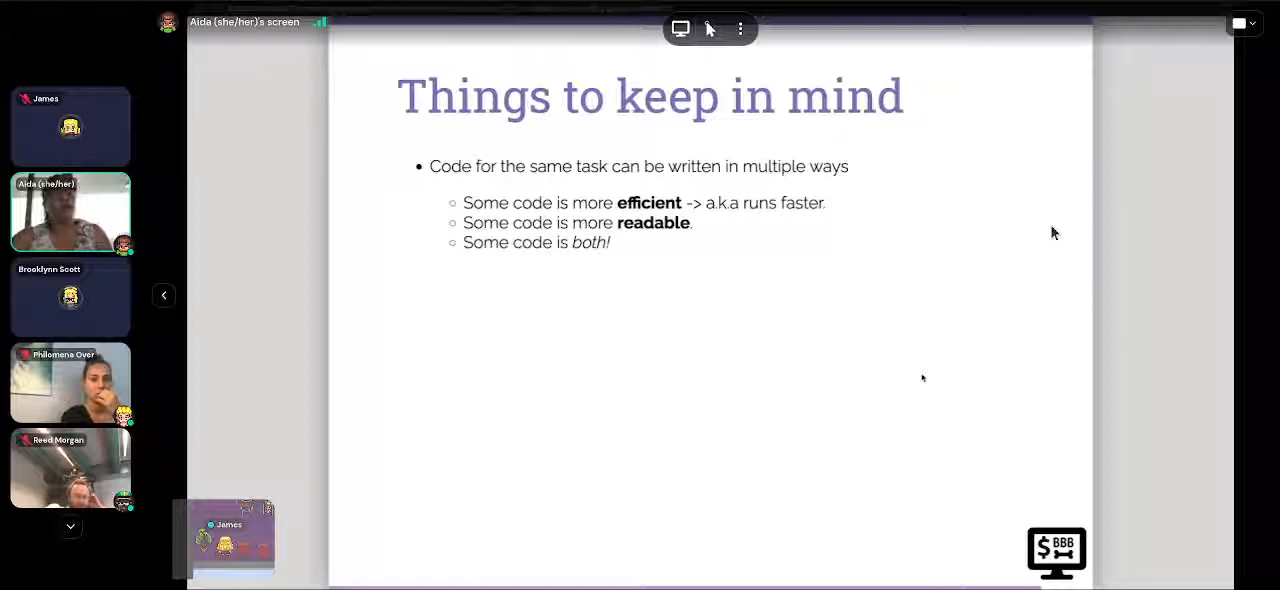 Aida (she/her)'s screen
James
Aida (she/her)
Brooklynn Scott
Philomena Over
Reed Morgan
James
Things to keep in mind
• Code for the same task can be written in multiple ways
○ Some code is more efficient -> a.k.a runs faster.
○ Some code is more readable.
○ Some code is both!
$ BBB